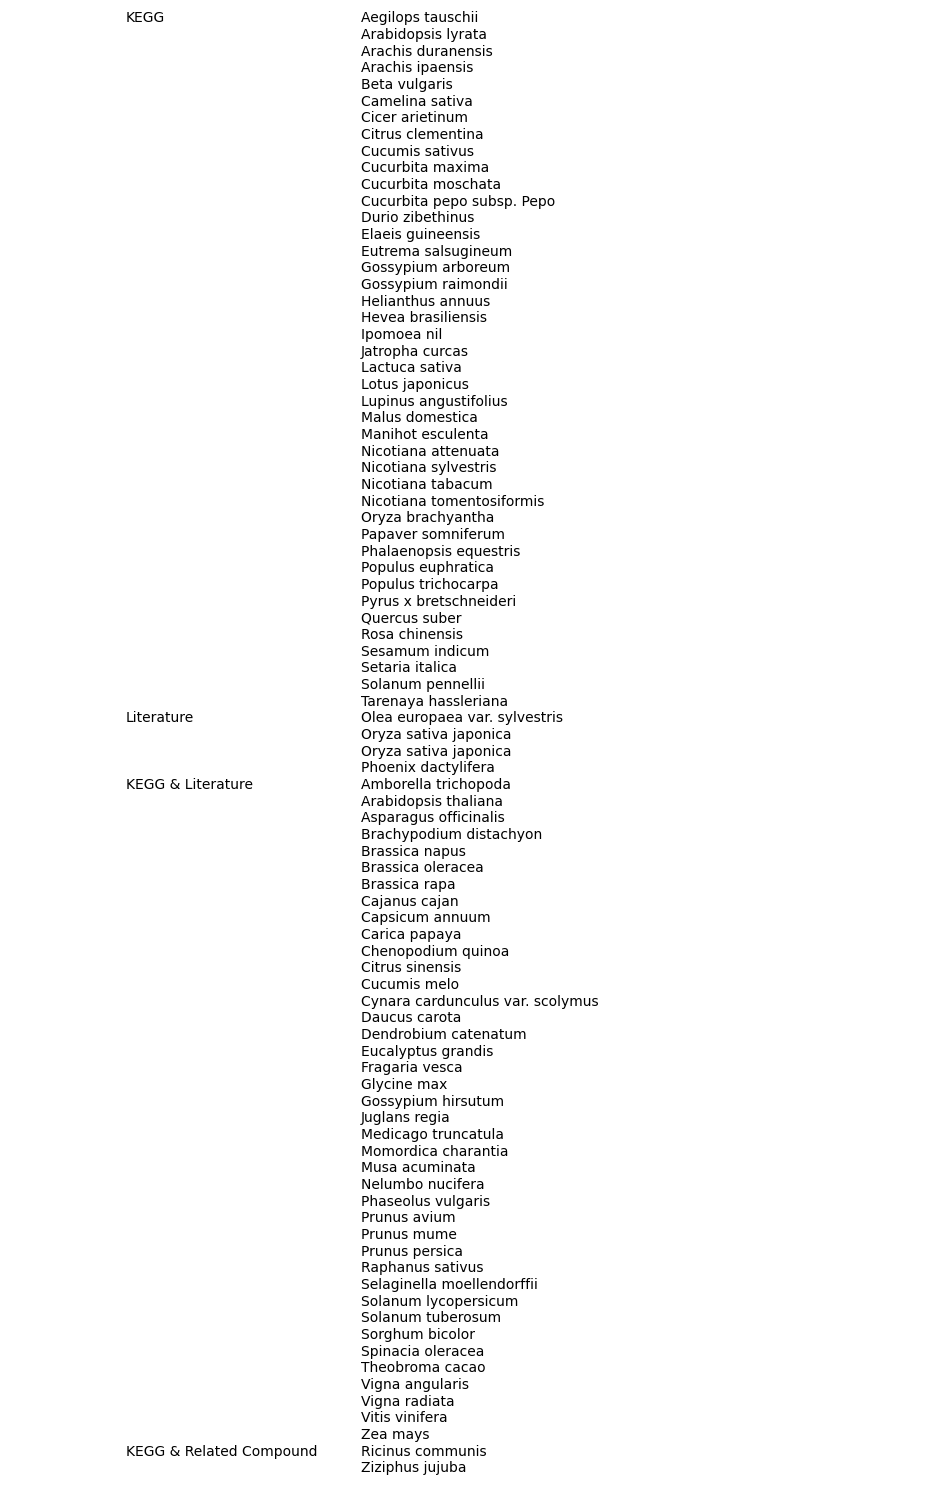 KEGG Aegilops tauschii
Arabidopsis lyrata
Arachis duranensis
Arachis ipaensis
Beta vulgaris
Camelina sativa
Cicer arietinum
Citrus clementina
Cucumis sativus
Cucurbita maxima
Cucurbita moschata
Cucurbita pepo subsp. Pepo
Durio zibethinus
Elaeis guineensis
Eutrema salsugineum
Gossypium arboreum
Gossypium raimondii
Helianthus annuus
Hevea brasiliensis
Ipomoea nil
Jatropha curcas
Lactuca sativa
Lotus japonicus
Lupinus angustifolius
Malus domestica
Manihot esculenta
Nicotiana attenuata
Nicotiana sylvestris
Nicotiana tabacum
Nicotiana tomentosiformis
Oryza brachyantha
Papaver somniferum
Phalaenopsis equestris
Populus euphratica
Populus trichocarpa
Pyrus x bretschneideri
Quercus suber
Rosa chinensis
Sesamum indicum
Setaria italica
Solanum pennellii
Tarenaya hassleriana
Literature Olea europaea var. sylvestris
Oryza sativa japonica
Oryza sativa japonica
Phoenix dactylifera
KEGG & Literature Amborella trichopoda
Arabidopsis thaliana
Asparagus officinalis
Brachypodium distachyon
Brassica napus
Brassica oleracea
Brassica rapa
Cajanus cajan
Capsicum annuum
Carica papaya
Chenopodium quinoa
Citrus sinensis
Cucumis melo
Cynara cardunculus var. scolymus
Daucus carota
Dendrobium catenatum
Eucalyptus grandis
Fragaria vesca
Glycine max
Gossypium hirsutum
Juglans regia
Medicago truncatula
Momordica charantia
Musa acuminata
Nelumbo nucifera
Phaseolus vulgaris
Prunus avium
Prunus mume
Prunus persica
Raphanus sativus
Selaginella moellendorffii
Solanum lycopersicum
Solanum tuberosum
Sorghum bicolor
Spinacia oleracea
Theobroma cacao
Vigna angularis
Vigna radiata
Vitis vinifera
Zea mays
KEGG & Related Compound Ricinus communis
Ziziphus jujuba